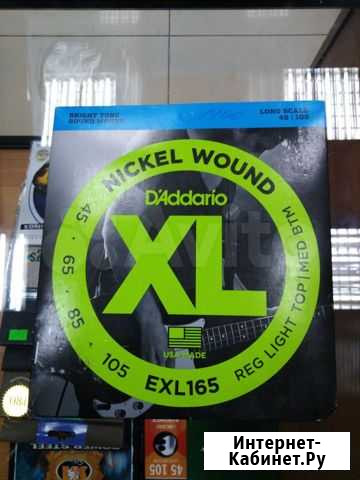 BRIGHT TONE
ROUND WOUND
LONG SCALE
45 | 105
NICKEL WOUND
D'Addario
XL
USA MADE
45 • 65 • 85 • 105
EXL165
REG LIGHT TOP | MED BTM
Avito
45 105
Интернет-
Кабинет.Ру